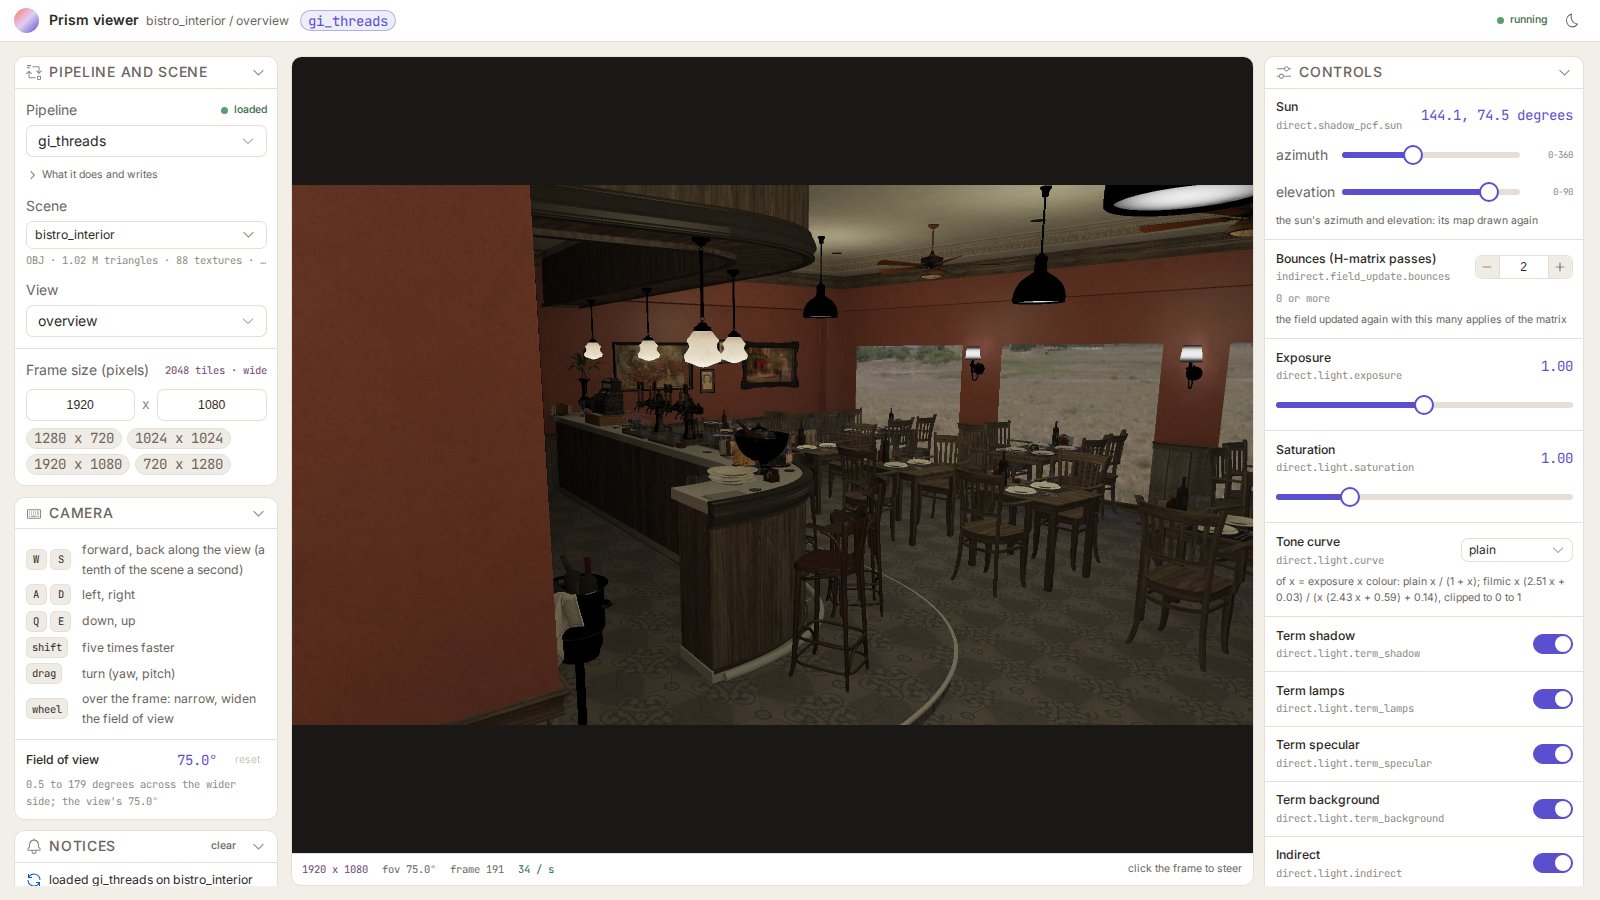 Prism viewer bistro_interior / overview gi_threads
running
PIPELINE AND SCENE
Pipeline loaded
gi_threads
What it does and writes
Scene
bistro_interior
OBJ · 1.02 M triangles · 88 textures · …
View
overview
Frame size (pixels) 2048 tiles · wide
1920 x 1080
1280 x 720 1024 x 1024
1920 x 1080 720 x 1280
CAMERA
W S forward, back along the view (a
tenth of the scene a second)
A D left, right
Q E down, up
shift five times faster
drag turn (yaw, pitch)
wheel over the frame: narrow, widen
the field of view
Field of view 75.0° reset
0.5 to 179 degrees across the wider
side; the view's 75.0°
NOTICES clear
loaded gi_threads on bistro_interior
1920 x 1080 fov 75.0° frame 191 34 / s
click the frame to steer
CONTROLS
Sun
direct.shadow_pcf.sun
144.1, 74.5 degrees
azimuth 0-360
elevation 0-90
the sun's azimuth and elevation: its map drawn again
Bounces (H-matrix passes)
indirect.field_update.bounces
− 2 +
0 or more
the field updated again with this many applies of the matrix
Exposure
direct.light.exposure
1.00
Saturation
direct.light.saturation
1.00
Tone curve
direct.light.curve
plain
of x = exposure x colour: plain x / (1 + x); filmic x (2.51 x +
0.03) / (x (2.43 x + 0.59) + 0.14), clipped to 0 to 1
Term shadow
direct.light.term_shadow
Term lamps
direct.light.term_lamps
Term specular
direct.light.term_specular
Term background
direct.light.term_background
Indirect
direct.light.indirect